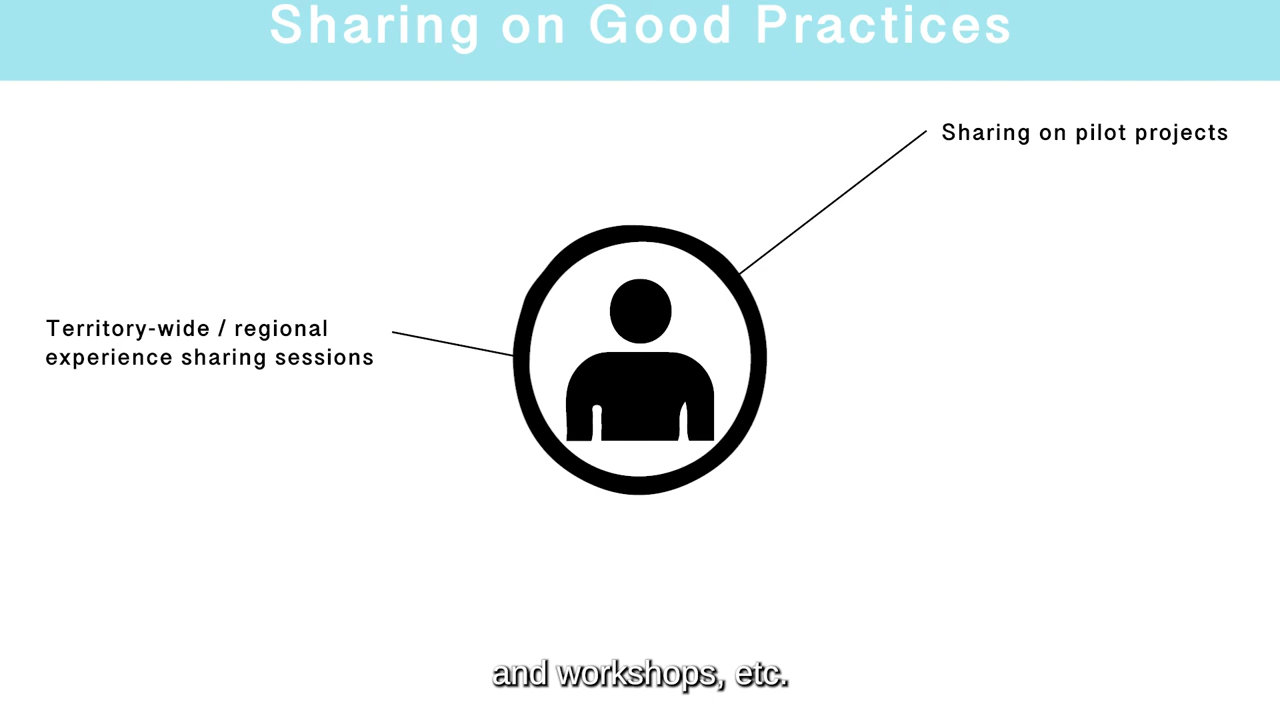 Sharing on Good Practices
Sharing on pilot projects
Territory-wide / regional
experience sharing sessions
and workshops, etc.